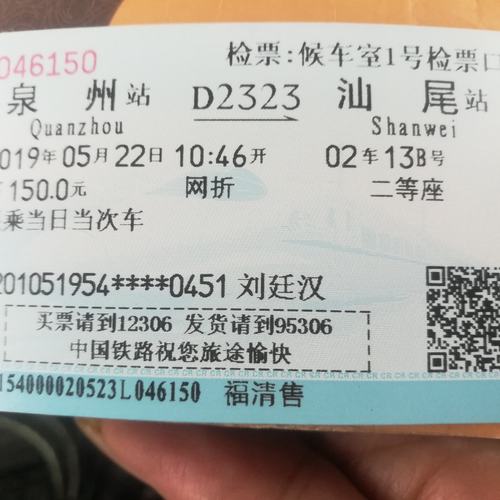 046150 检票:候车室1号检票口
泉州站 D2323 汕尾站
Quanzhou Shanwei
2019年05月22日 10:46开 02车13B号
150.0元 网折 二等座
乘当日当次车
201051954****0451 刘廷汉
买票请到12306 发货请到95306
中国铁路祝您旅途愉快
154000020523L046150 福清售